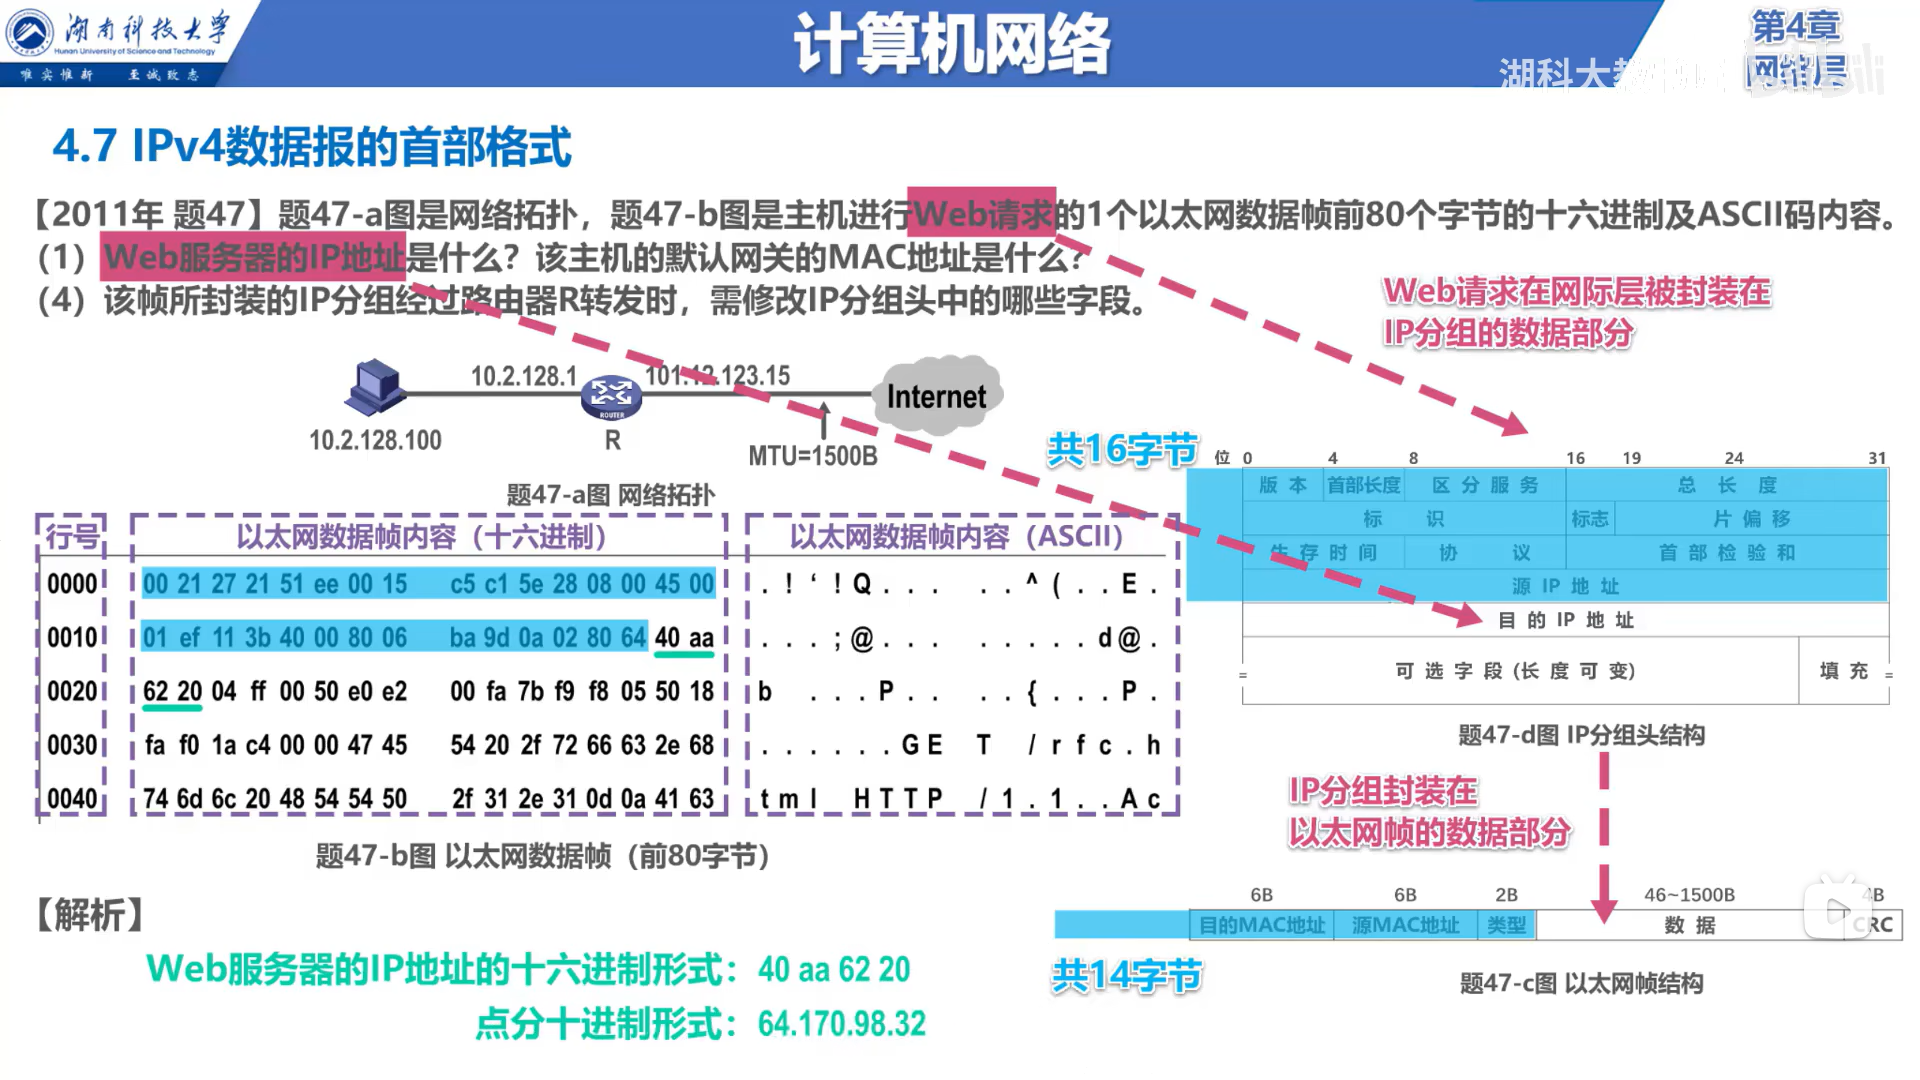 湖南科技大学
Hunan University of Science and Technology
唯实惟新 至诚致志
计算机网络
第4章
网络层
湖科大教
bilibili
4.7 IPv4数据报的首部格式
【2011年 题47】题47-a图是网络拓扑，题47-b图是主机进行Web请求的1个以太网数据帧前80个字节的十六进制及ASCII码内容。
（1）Web服务器的IP地址是什么？该主机的默认网关的MAC地址是什么？
（4）该帧所封装的IP分组经过路由器R转发时，需修改IP分组头中的哪些字段。
Web请求在网际层被封装在
IP分组的数据部分
10.2.128.1 101.12.123.15
Internet
ROUTER
10.2.128.100 R MTU=1500B
题47-a图 网络拓扑
共16字节
位 0 4 8 16 19 24 31
版 本 首部长度 区 分 服 务 总 长 度
标 识 标志 片 偏 移
生 存 时 间 协 议 首 部 检 验 和
源 IP 地 址
目 的 IP 地 址
可 选 字 段 (长 度 可 变) 填 充
题47-d图 IP分组头结构
行号 以太网数据帧内容（十六进制） 以太网数据帧内容（ASCII）
0000 00 21 27 21 51 ee 00 15 c5 c1 5e 28 08 00 45 00 . ! ‘ ! Q . . . . . ^ ( . . E .
0010 01 ef 11 3b 40 00 80 06 ba 9d 0a 02 80 64 40 aa . . . ; @ . . . . . . . . d @ .
0020 62 20 04 ff 00 50 e0 e2 00 fa 7b f9 f8 05 50 18 b . . . P . . . . { . . . P .
0030 fa f0 1a c4 00 00 47 45 54 20 2f 72 66 63 2e 68 . . . . . . G E T / r f c . h
0040 74 6d 6c 20 48 54 54 50 2f 31 2e 31 0d 0a 41 63 t m l H T T P / 1 . 1 . . A c
题47-b图 以太网数据帧（前80字节）
IP分组封装在
以太网帧的数据部分
6B 6B 2B 46~1500B 4B
目的MAC地址 源MAC地址 类型 数 据 CRC
共14字节
题47-c图 以太网帧结构
【解析】
Web服务器的IP地址的十六进制形式：40 aa 62 20
点分十进制形式：64.170.98.32